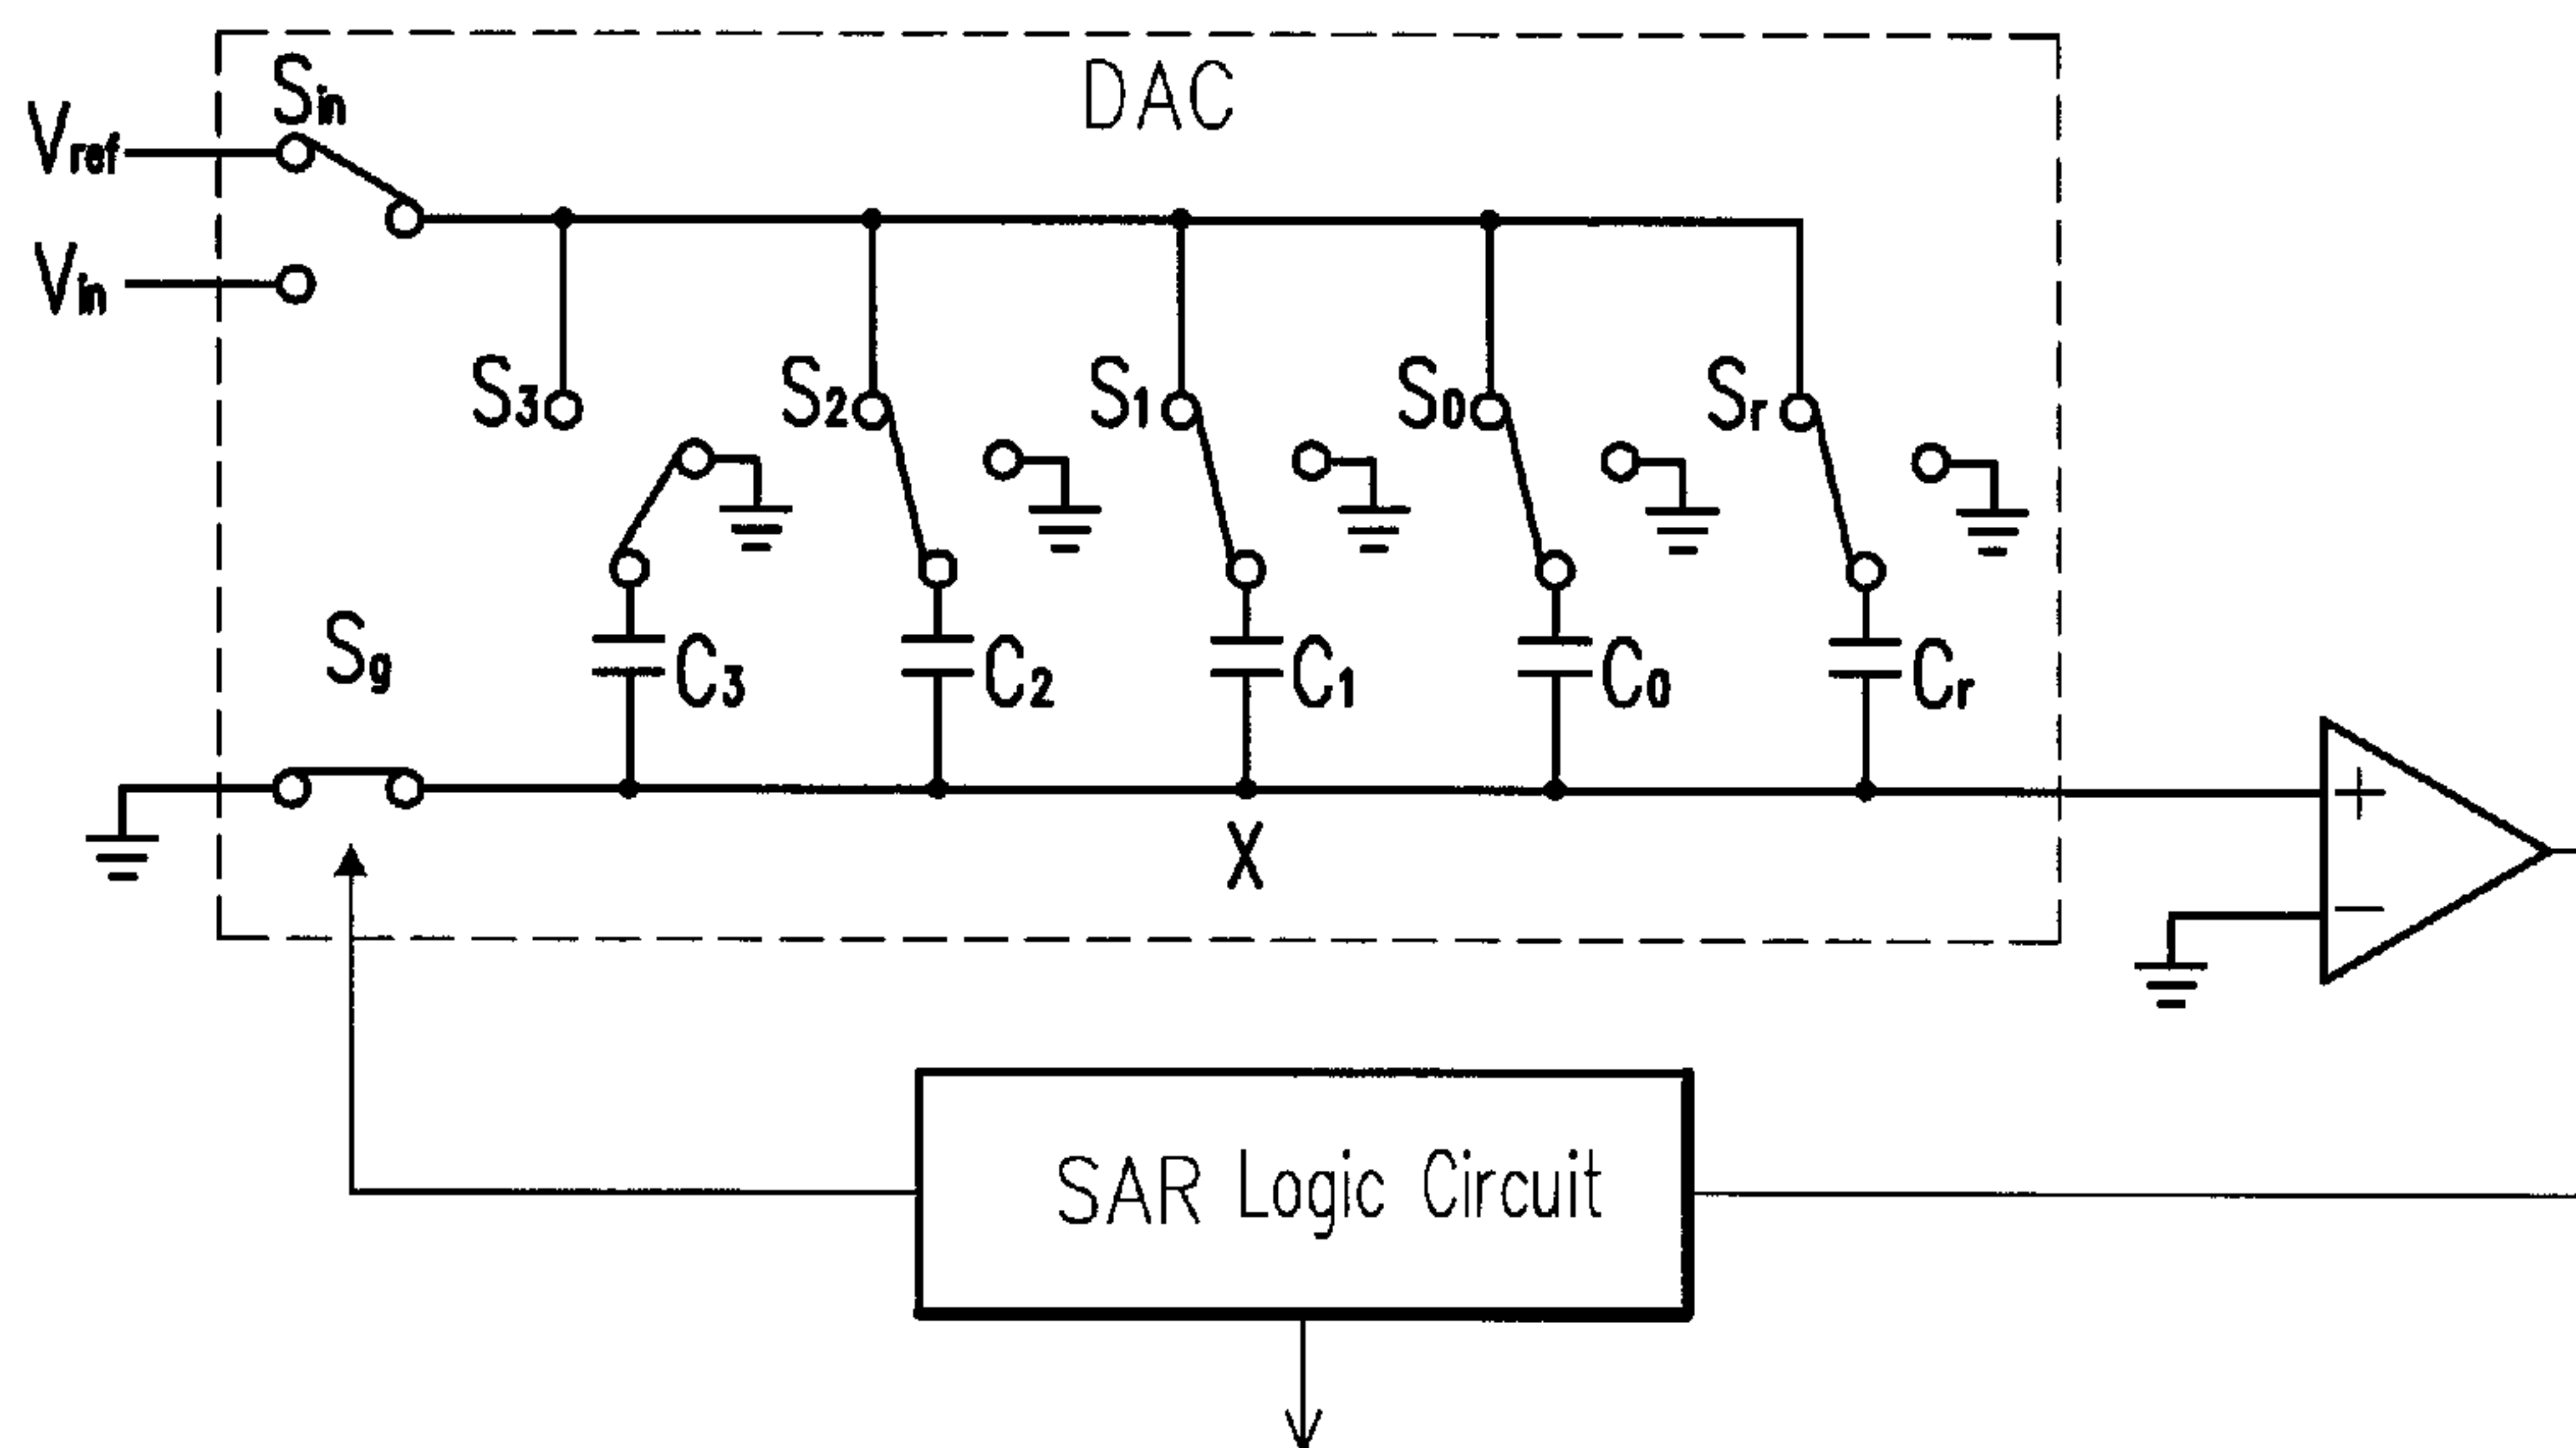 DAC
Sin
Vref
Vin
S3
S2
S1
S0
Sr
Sg
C3
C2
C1
C0
Cr
X
+
−
SAR Logic Circuit